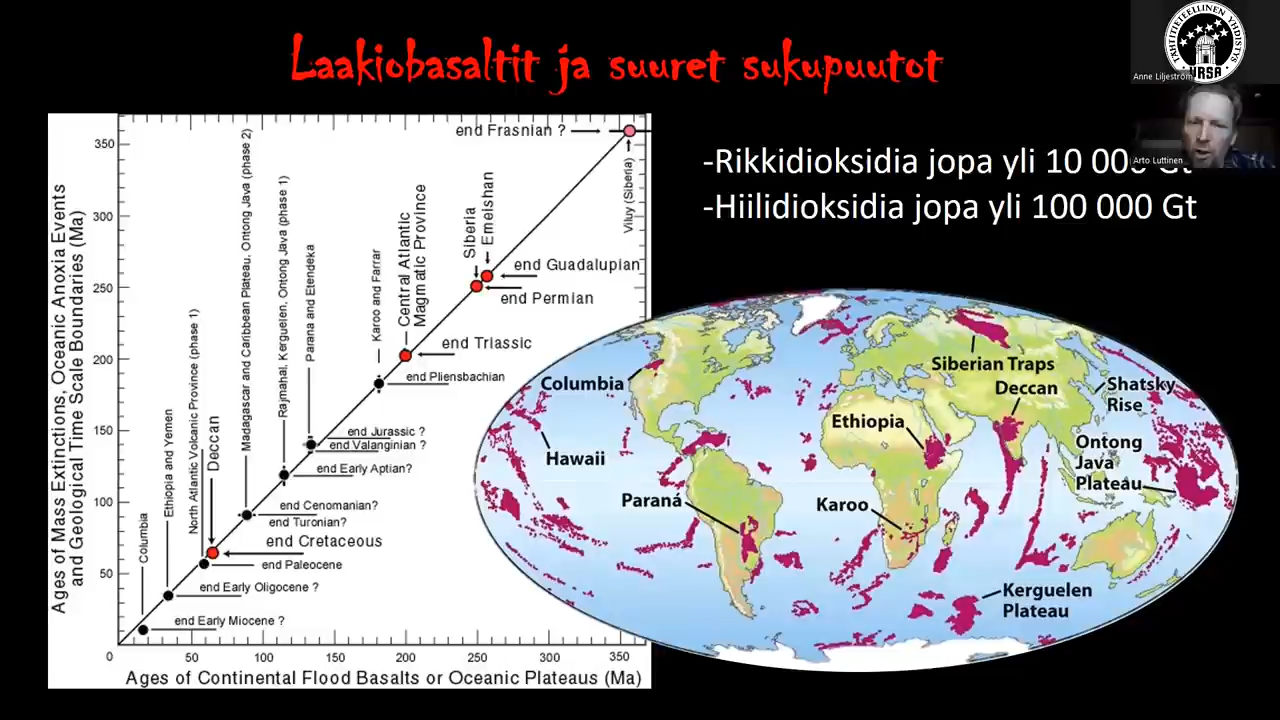 Laakiobasaltit ja suuret sukupuutot
TÄHTITIETEELLINEN YHDISTYS
URSA
Anne Liljeström
Arto Luttinen
-Rikkidioksidia jopa yli 10 000 Gt
-Hiilidioksidia jopa yli 100 000 Gt
Ages of Mass Extinctions, Oceanic Anoxia Events
and Geological Time Scale Boundaries (Ma)
350
300
250
200
150
100
50
0
50
100
150
200
250
300
350
Ages of Continental Flood Basalts or Oceanic Plateaus (Ma)
Columbia
Ethiopia and Yemen
North Atlantic Volcanic Province (phase 1)
Deccan
Madagascar and Caribbean Plateau, Ontong Java (phase 2)
Rajmahal, Kerguelen, Ontong Java (phase 1)
Parana and Etendeka
Karoo and Farrar
Central Atlantic
Magmatic Province
Siberia
Emeishan
Viluy (Siberia)
end Frasnian ?
end Guadalupian
end Permian
end Triassic
end Pliensbachian
end Jurassic ?
end Valanginian ?
end Early Aptian?
end Cenomanian?
end Turonian?
end Cretaceous
end Paleocene
end Early Oligocene ?
end Early Miocene ?
Siberian Traps
Columbia
Deccan
Shatsky
Rise
Ethiopia
Hawaii
Ontong
Java
Plateau
Paraná
Karoo
Kerguelen
Plateau